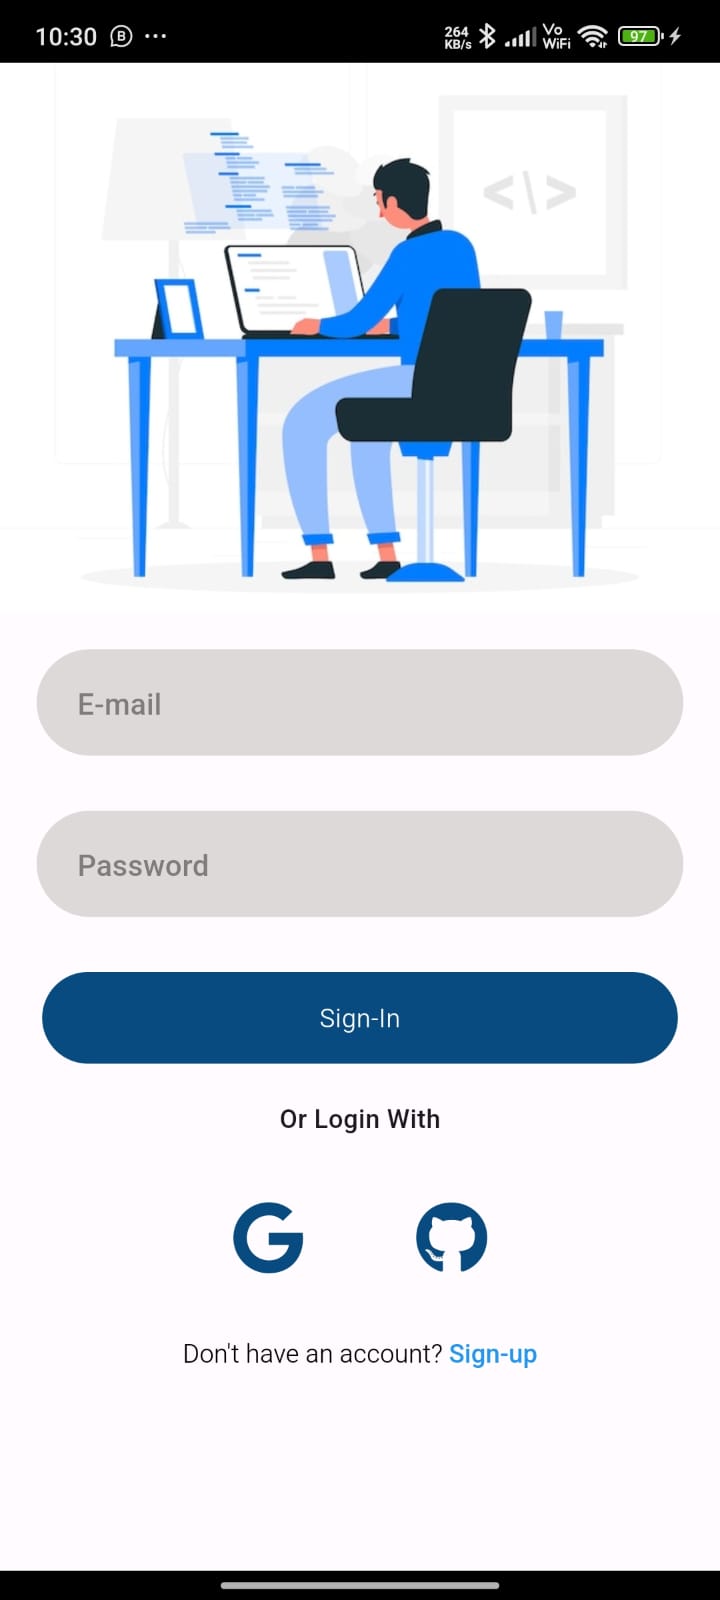 10:30 B ... 264 KB/s Vo WiFi 97
<\>
E-mail
Password
Sign-In
Or Login With
G
Don't have an account? Sign-up